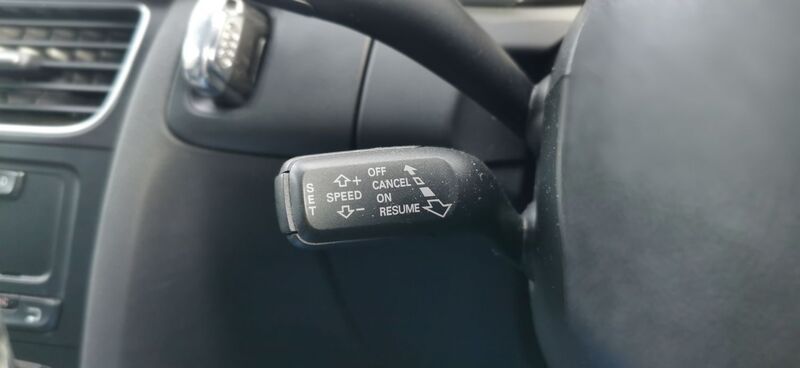 SET
SPEED
+
-
OFF
CANCEL
ON
RESUME